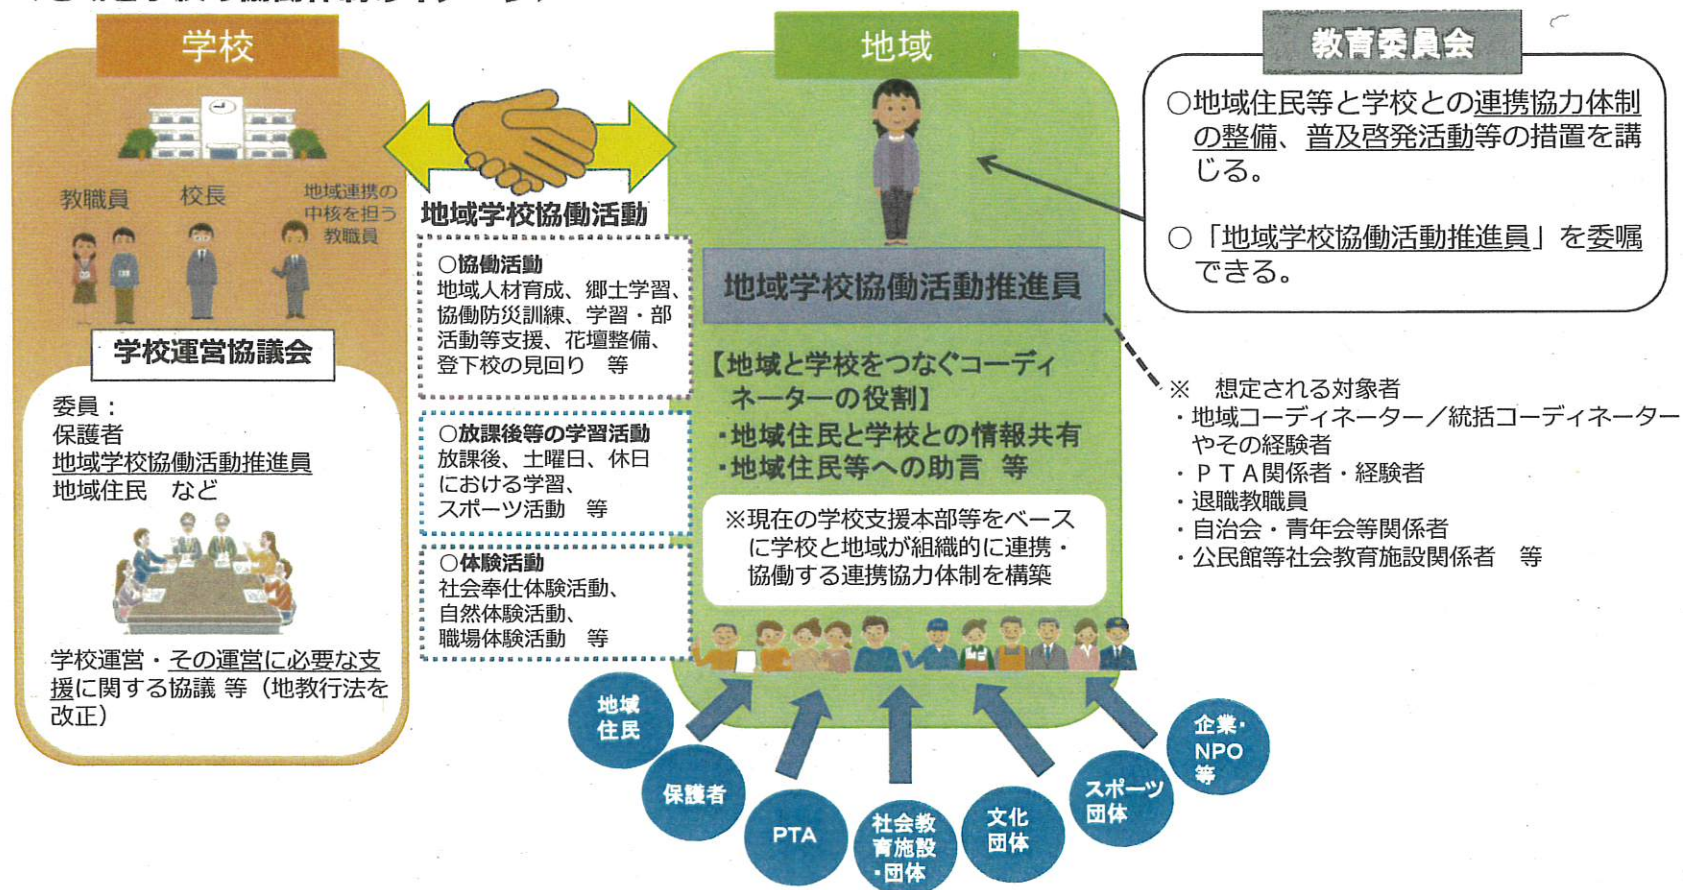 学校
教職員
校長
地域連携の
中核を担う
教職員
学校運営協議会
委員：
保護者
地域学校協働活動推進員
地域住民　など
学校運営・その運営に必要な支
援に関する協議 等（地教行法を
改正）
地域学校協働活動
○協働活動
地域人材育成、郷土学習、
協働防災訓練、学習・部
活動等支援、花壇整備、
登下校の見回り　等
○放課後等の学習活動
放課後、土曜日、休日
における学習、
スポーツ活動　等
○体験活動
社会奉仕体験活動、
自然体験活動、
職場体験活動　等
地域
地域学校協働活動推進員
【地域と学校をつなぐコーディ
ネーターの役割】
・地域住民と学校との情報共有
・地域住民等への助言　等
※現在の学校支援本部等をベース
に学校と地域が組織的に連携・
協働する連携協力体制を構築
地域
住民
保護者
PTA
社会教
育施設
・団体
文化
団体
スポーツ
団体
企業・
NPO
等
教育委員会
○地域住民等と学校との連携協力体制
の整備、普及啓発活動等の措置を講
じる。
○「地域学校協働活動推進員」を委嘱
できる。
※　想定される対象者
・地域コーディネーター／統括コーディネーター
やその経験者
・ＰＴＡ関係者・経験者
・退職教職員
・自治会・青年会等関係者
・公民館等社会教育施設関係者　等